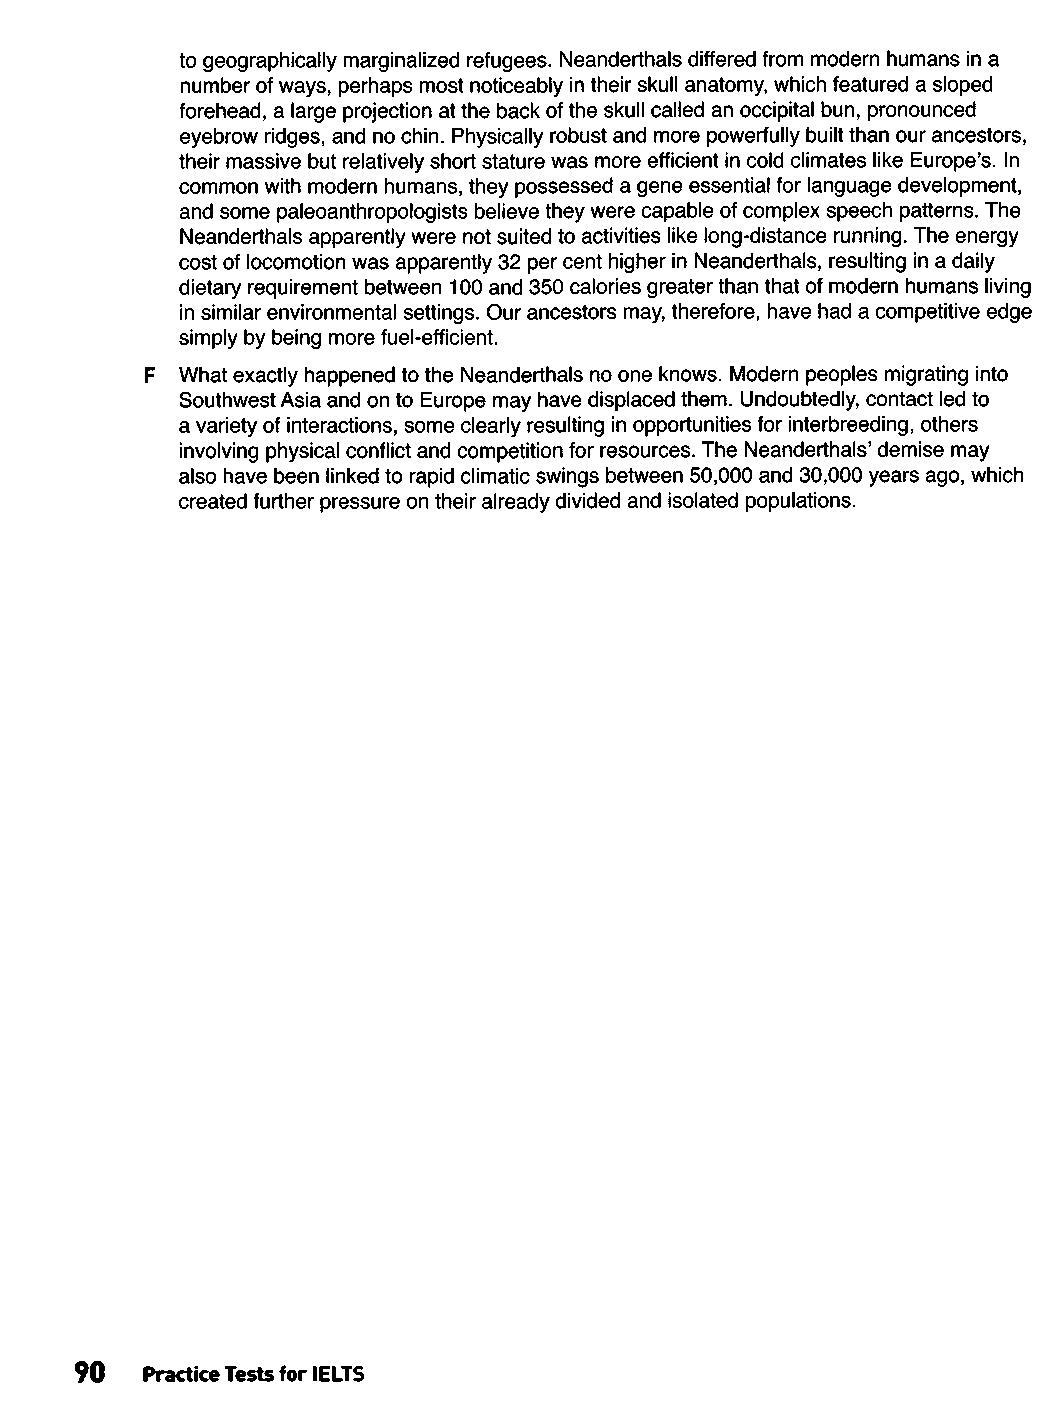 to geographically marginalized refugees. Neanderthals differed from modern humans in a
number of ways, perhaps most noticeably in their skull anatomy, which featured a sloped
forehead, a large projection at the back of the skull called an occipital bun, pronounced
eyebrow ridges, and no chin. Physically robust and more powerfully built than our ancestors,
their massive but relatively short stature was more efficient in cold climates like Europe's. In
common with modern humans, they possessed a gene essential for language development,
and some paleoanthropologists believe they were capable of complex speech patterns. The
Neanderthals apparently were not suited to activities like long-distance running. The energy
cost of locomotion was apparently 32 per cent higher in Neanderthals, resulting in a daily
dietary requirement between 100 and 350 calories greater than that of modern humans living
in similar environmental settings. Our ancestors may, therefore, have had a competitive edge
simply by being more fuel-efficient.
F What exactly happened to the Neanderthals no one knows. Modern peoples migrating into
Southwest Asia and on to Europe may have displaced them. Undoubtedly, contact led to
a variety of interactions, some clearly resulting in opportunities for interbreeding, others
involving physical conflict and competition for resources. The Neanderthals' demise may
also have been linked to rapid climatic swings between 50,000 and 30,000 years ago, which
created further pressure on their already divided and isolated populations.
90 Practice Tests for IELTS